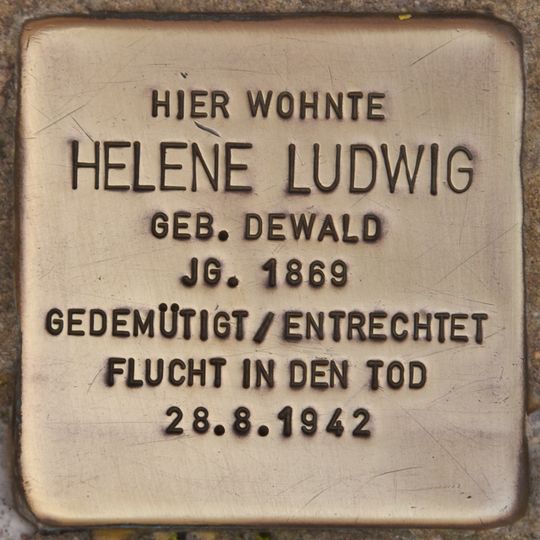 HIER WOHNTE
HELENE LUDWIG
GEB. DEWALD
JG. 1869
GEDEMÜTIGT/ENTRECHTET
FLUCHT IN DEN TOD
28.8.1942